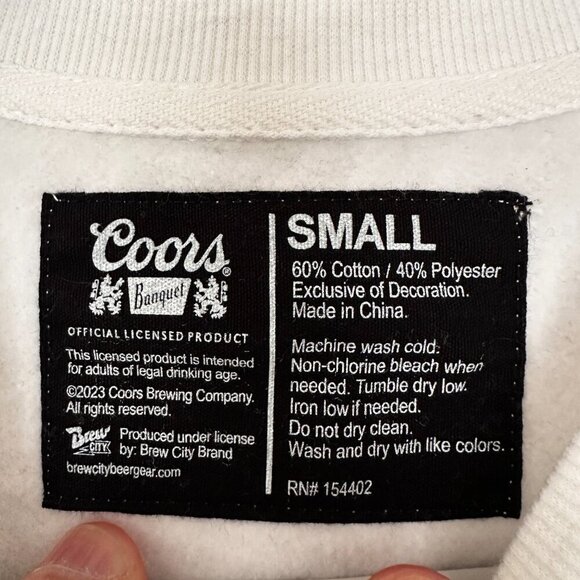 Coors®
Banquet
OFFICIAL LICENSED PRODUCT
This licensed product is intended
for adults of legal drinking age.
©2023 Coors Brewing Company.
All rights reserved.
Brew
CITY
Produced under license
by: Brew City Brand
brewcitybeergear.com
SMALL
60% Cotton / 40% Polyester
Exclusive of Decoration.
Made in China.
Machine wash cold.
Non-chlorine bleach when
needed. Tumble dry low.
Iron low if needed.
Do not dry clean.
Wash and dry with like colors.
RN# 154402